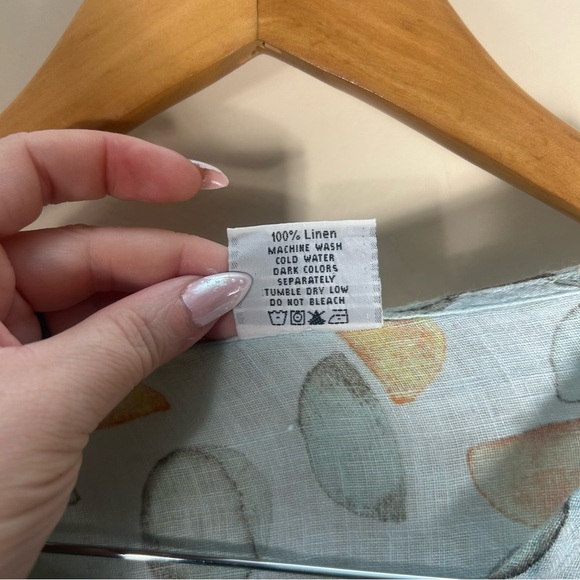 100% Linen
MACHINE WASH
COLD WATER
DARK COLORS
SEPARATELY
TUMBLE DRY LOW
DO NOT BLEACH